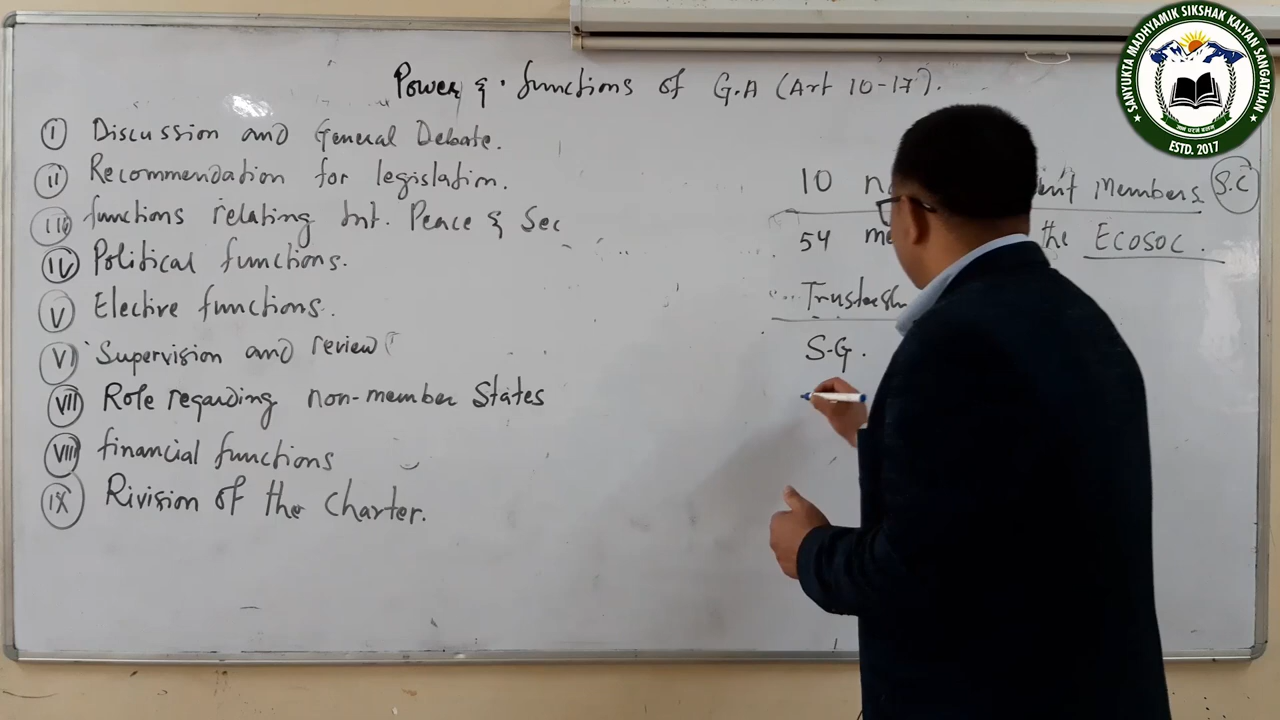 Power & functions of G.A (Art 10-17).
I Discussion and General Debate.
II Recommendation for legislation.
III functions relating Int. Peace & Sec
IV Political functions.
V Elective functions.
VI Supervision and review
VII Role regarding non-member States
VIII financial functions
IX Rivision of the Charter.
10 Members S.C
54 the ECOSOC.
S.G.
SANYUKTA MADHYAMIK SIKSHAK KALYAN SANGATHAN
ESTD. 2017